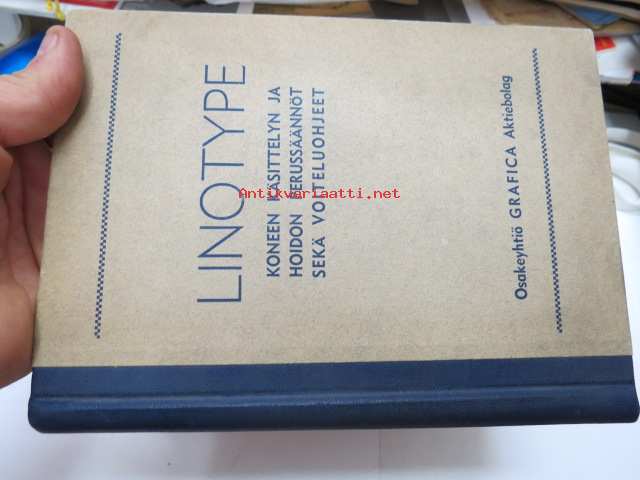 LINOTYPE
KONEEN KÄSITTELYN JA
HOIDON PERUSSÄÄNNÖT
SEKÄ VOITELUOHJEET
Osakeyhtiö GRAFICA Aktiebolag
Antikvariaatti.net